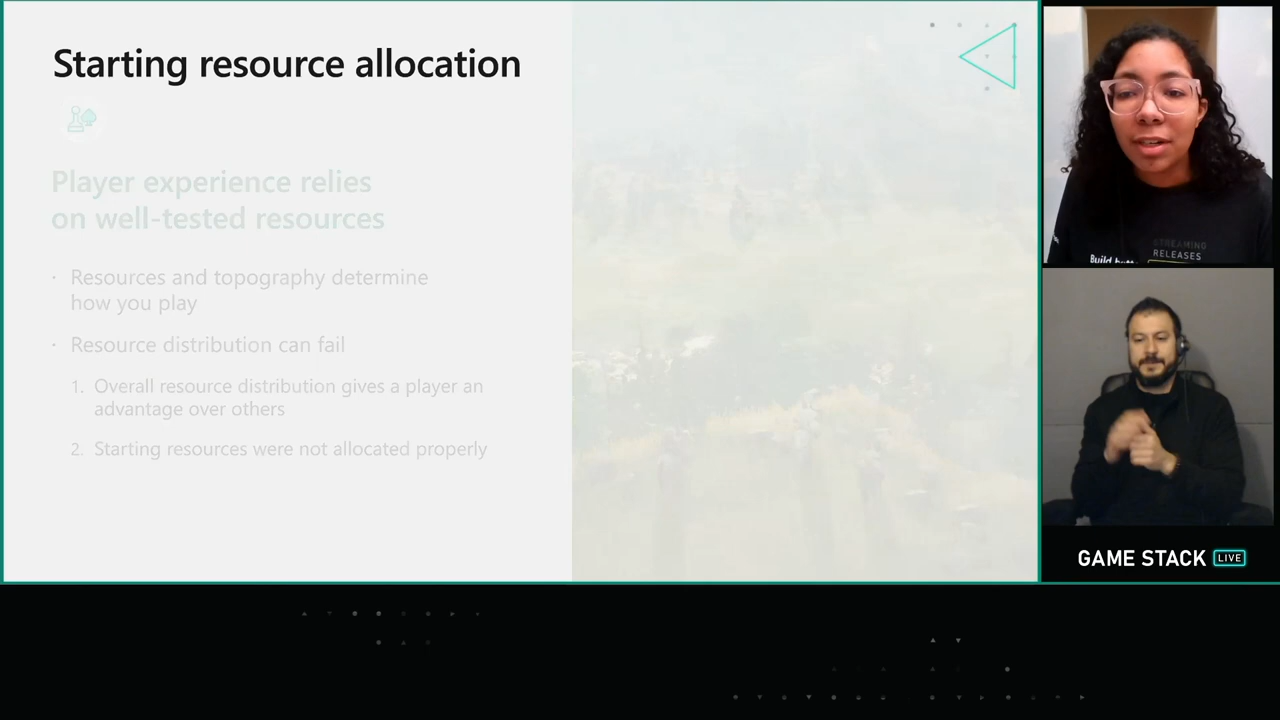 Starting resource allocation
Player experience relies
on well-tested resources
· Resources and topography determine
how you play
· Resource distribution can fail
1. Overall resource distribution gives a player an
advantage over others
2. Starting resources were not allocated properly
STREAMING
RELEASES
Build
GAME STACK LIVE